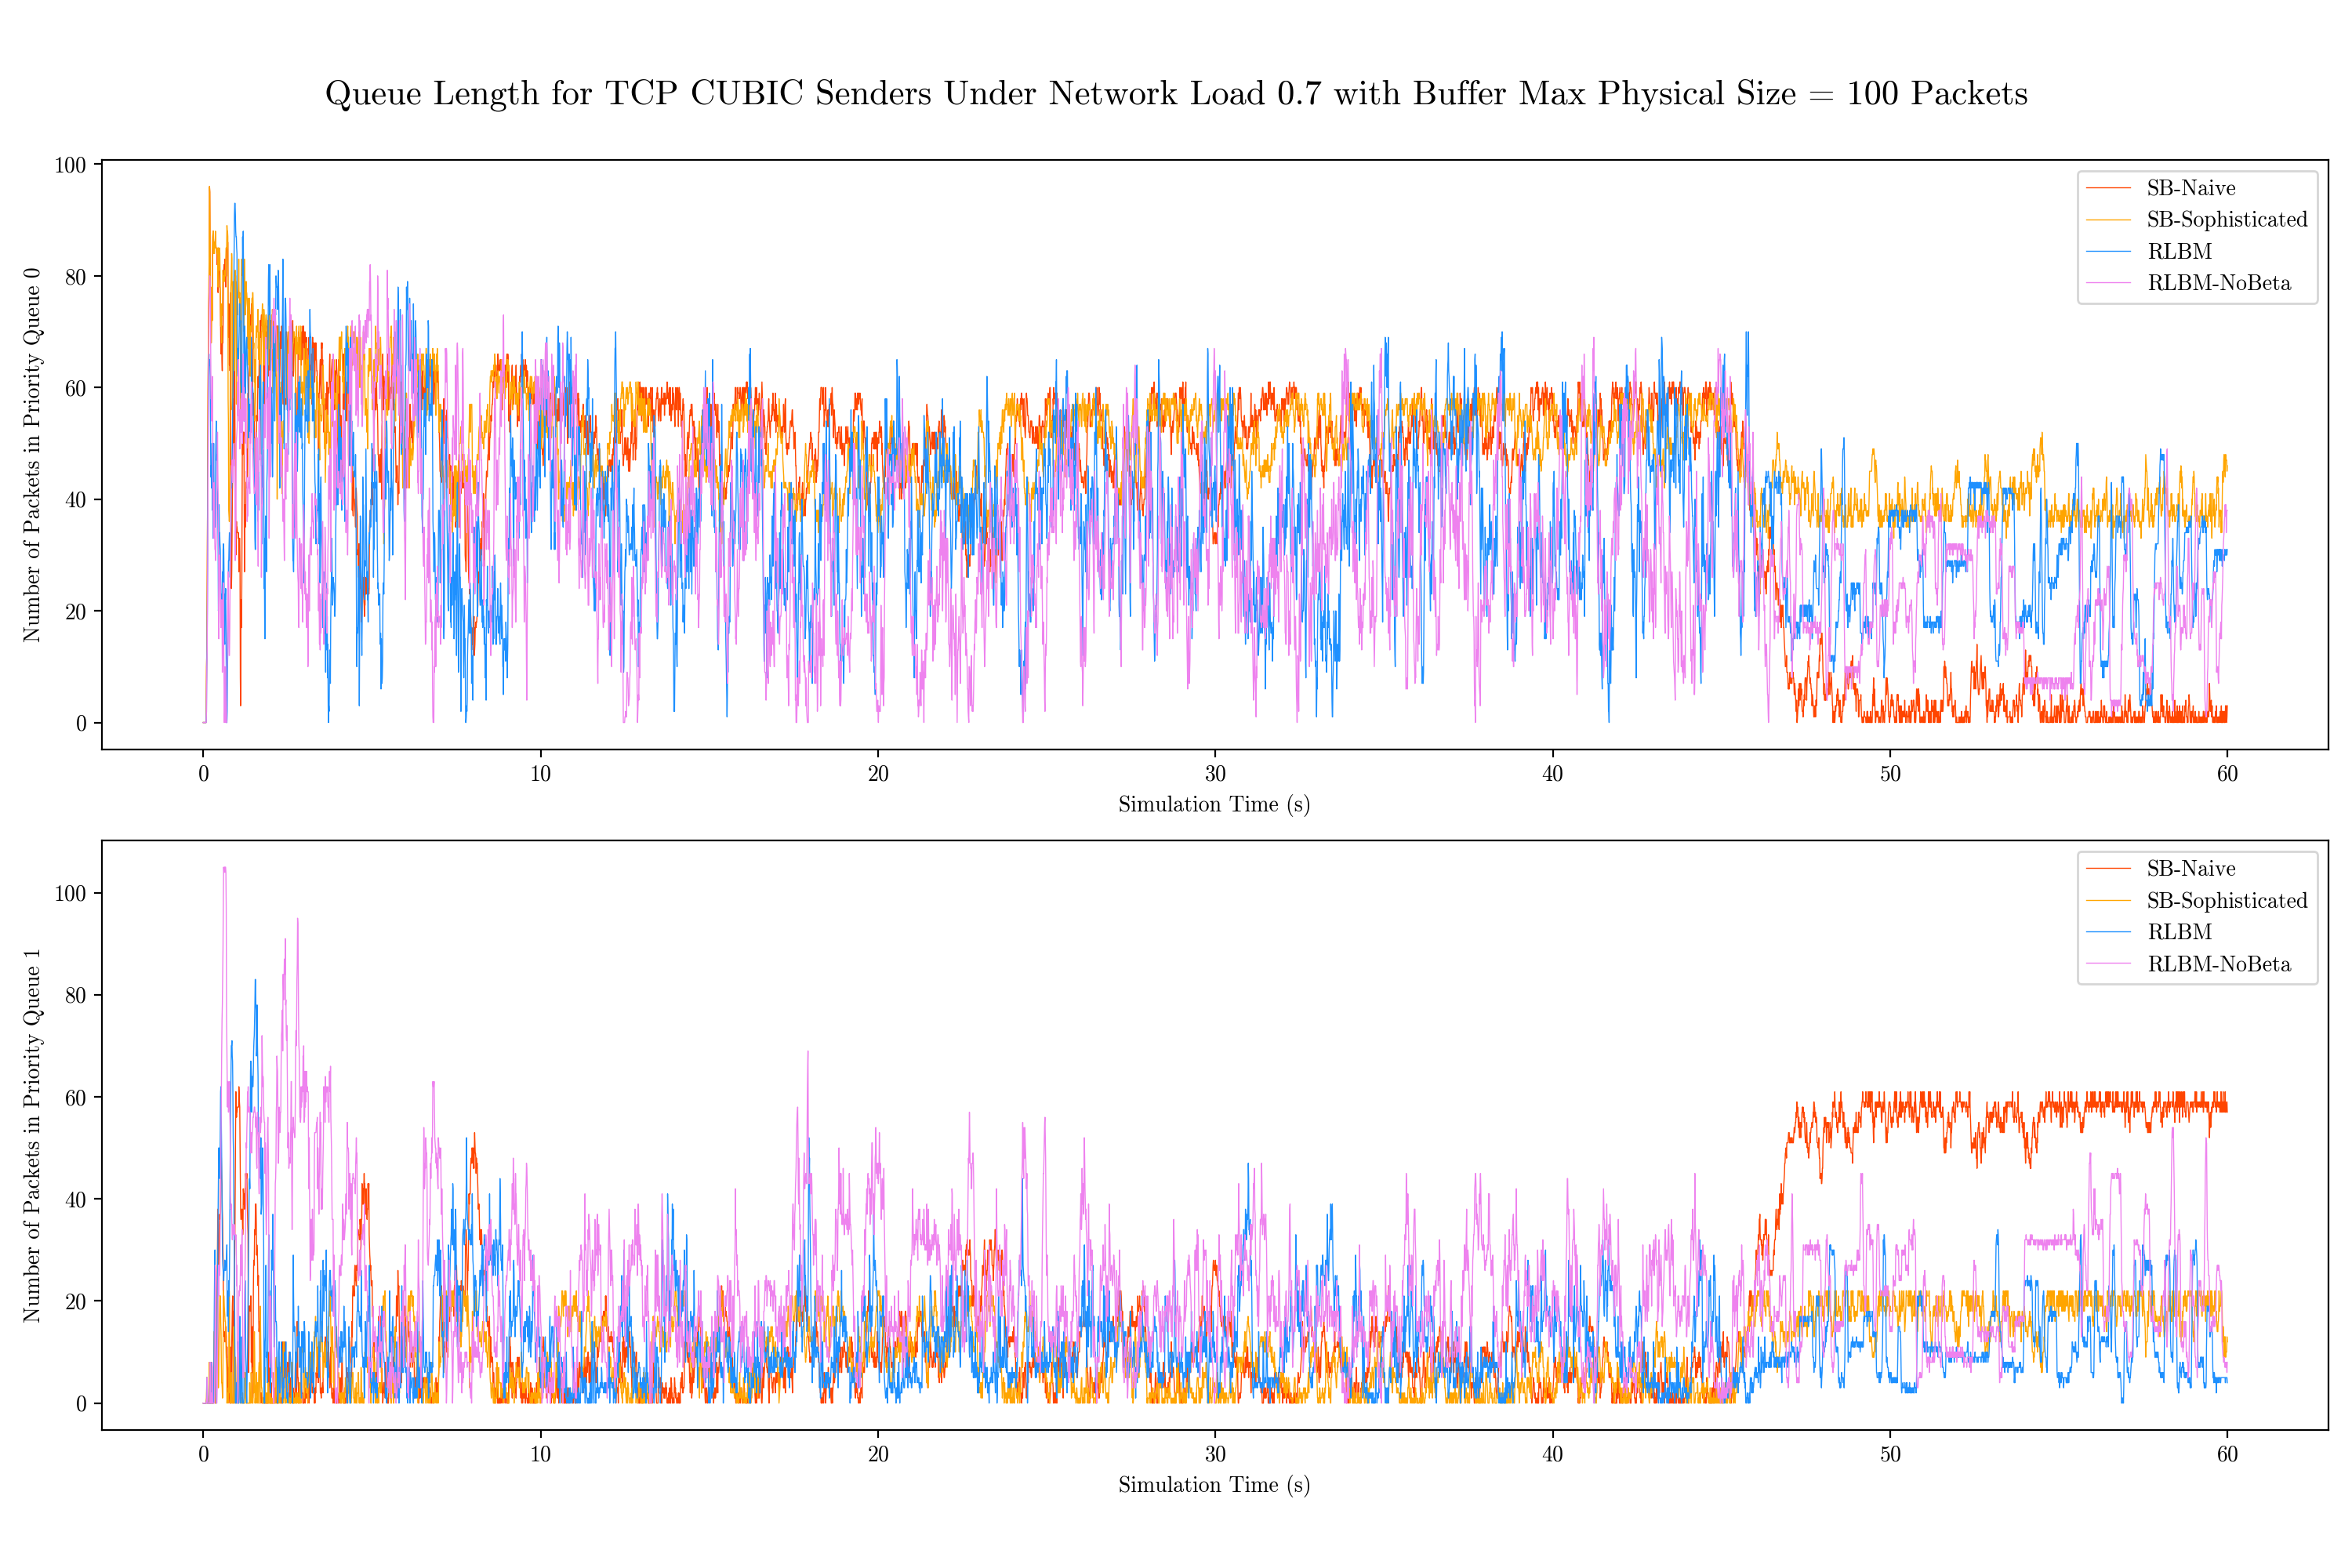 Queue Length for TCP CUBIC Senders Under Network Load 0.7 with Buffer Max Physical Size = 100 Packets
Number of Packets in Priority Queue 0
100
80
60
40
20
0
SB-Naive
SB-Sophisticated
RLBM
RLBM-NoBeta
0 10 20 30 40 50 60
Simulation Time (s)
Number of Packets in Priority Queue 1
100
80
60
40
20
0
SB-Naive
SB-Sophisticated
RLBM
RLBM-NoBeta
0 10 20 30 40 50 60
Simulation Time (s)